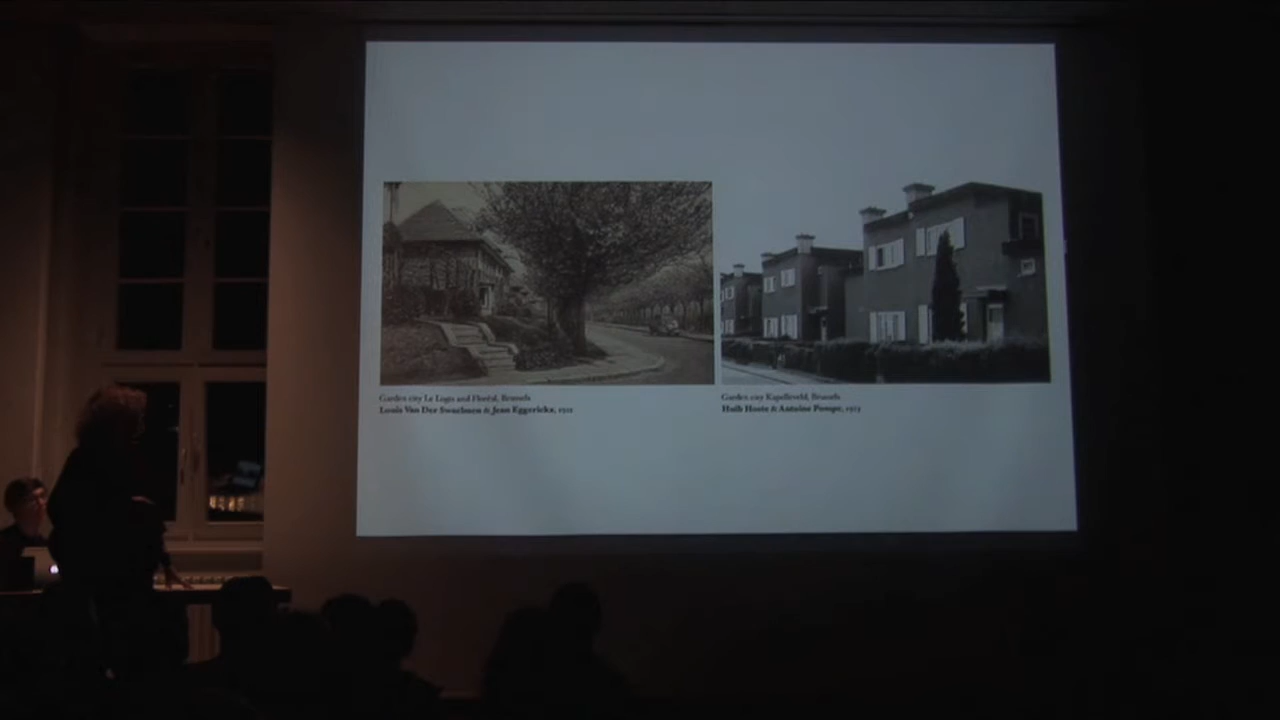 Garden city Le Logis and Floréal, Brussels
Louis Van Der Swaelmen & Jean Eggericks, 1922
Garden city Kapelleveld, Brussels
Huib Hoste & Antoine Pompe, 1923